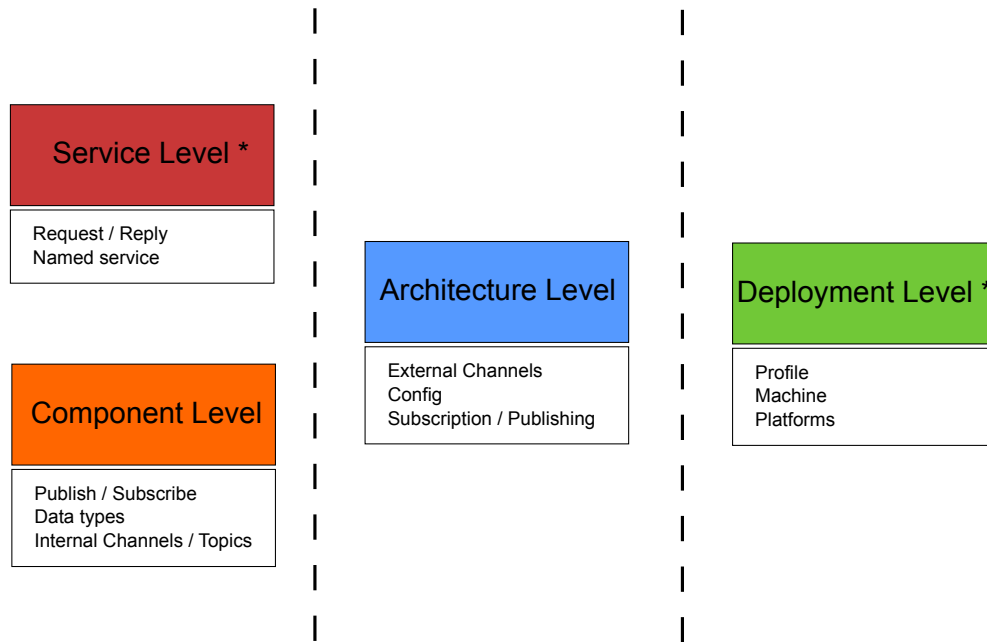 Service Level *
Request / Reply
Named service
Component Level
Publish / Subscribe
Data types
Internal Channels / Topics
Architecture Level
External Channels
Config
Subscription / Publishing
Deployment Level *
Profile
Machine
Platforms